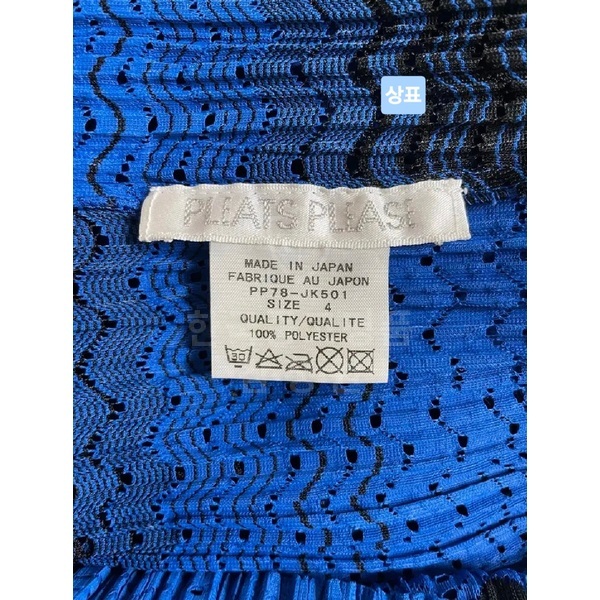 상표
PLEATS PLEASE
MADE IN JAPAN
FABRIQUE AU JAPON
PP78-JK501
SIZE 4
QUALITY/QUALITE
100% POLYESTER